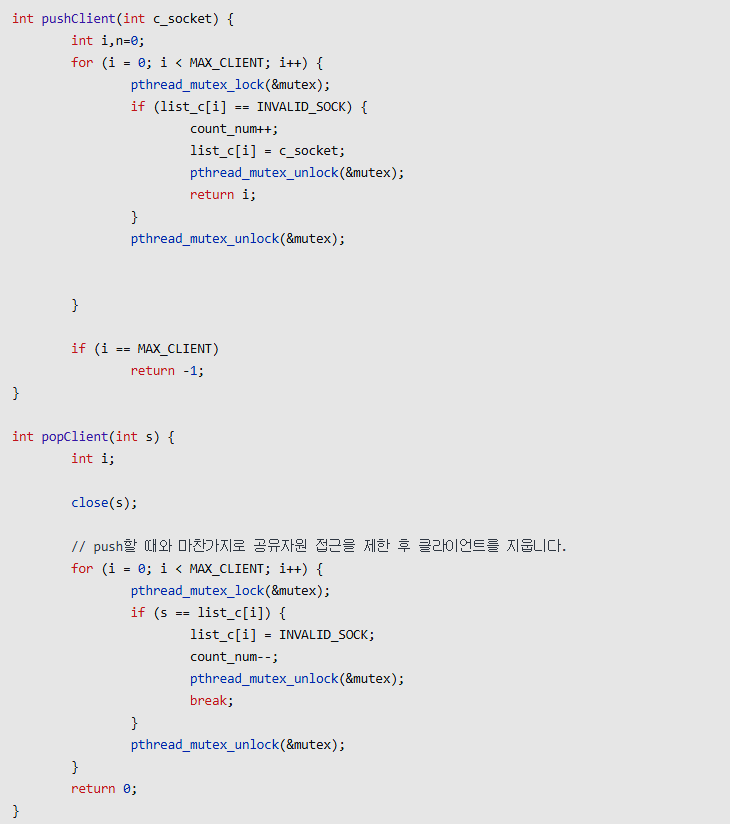 int pushClient(int c_socket) {
        int i,n=0;
        for (i = 0; i < MAX_CLIENT; i++) {
                pthread_mutex_lock(&mutex);
                if (list_c[i] == INVALID_SOCK) {
                        count_num++;
                        list_c[i] = c_socket;
                        pthread_mutex_unlock(&mutex);
                        return i;
                }
                pthread_mutex_unlock(&mutex);
        }
        if (i == MAX_CLIENT)
                return -1;
}
int popClient(int s) {
        int i;
        close(s);
        // push할 때와 마찬가지로 공유자원 접근을 제한 후 클라이언트를 지웁니다.
        for (i = 0; i < MAX_CLIENT; i++) {
                pthread_mutex_lock(&mutex);
                if (s == list_c[i]) {
                        list_c[i] = INVALID_SOCK;
                        count_num--;
                        pthread_mutex_unlock(&mutex);
                        break;
                }
                pthread_mutex_unlock(&mutex);
        }
        return 0;
}